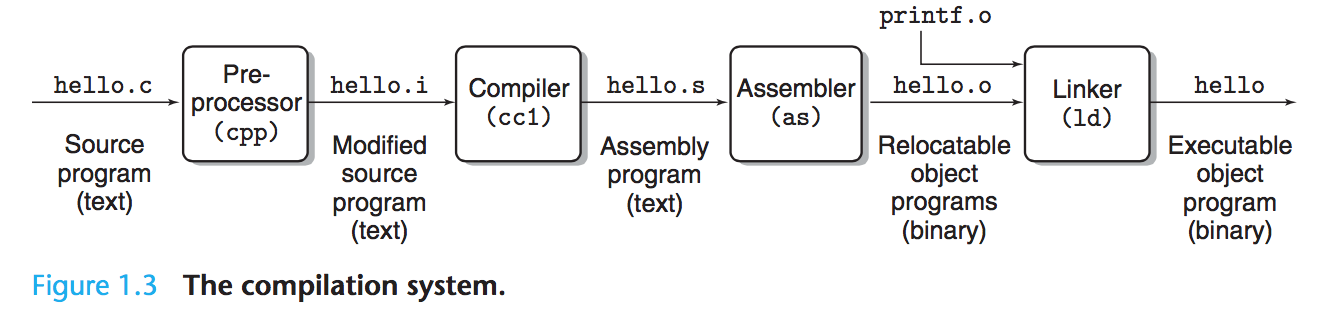 printf.o
hello.c
Pre-
processor
(cpp)
hello.i
Compiler
(cc1)
hello.s
Assembler
(as)
hello.o
Linker
(ld)
hello
Source
program
(text)
Modified
source
program
(text)
Assembly
program
(text)
Relocatable
object
programs
(binary)
Executable
object
program
(binary)
Figure 1.3 The compilation system.